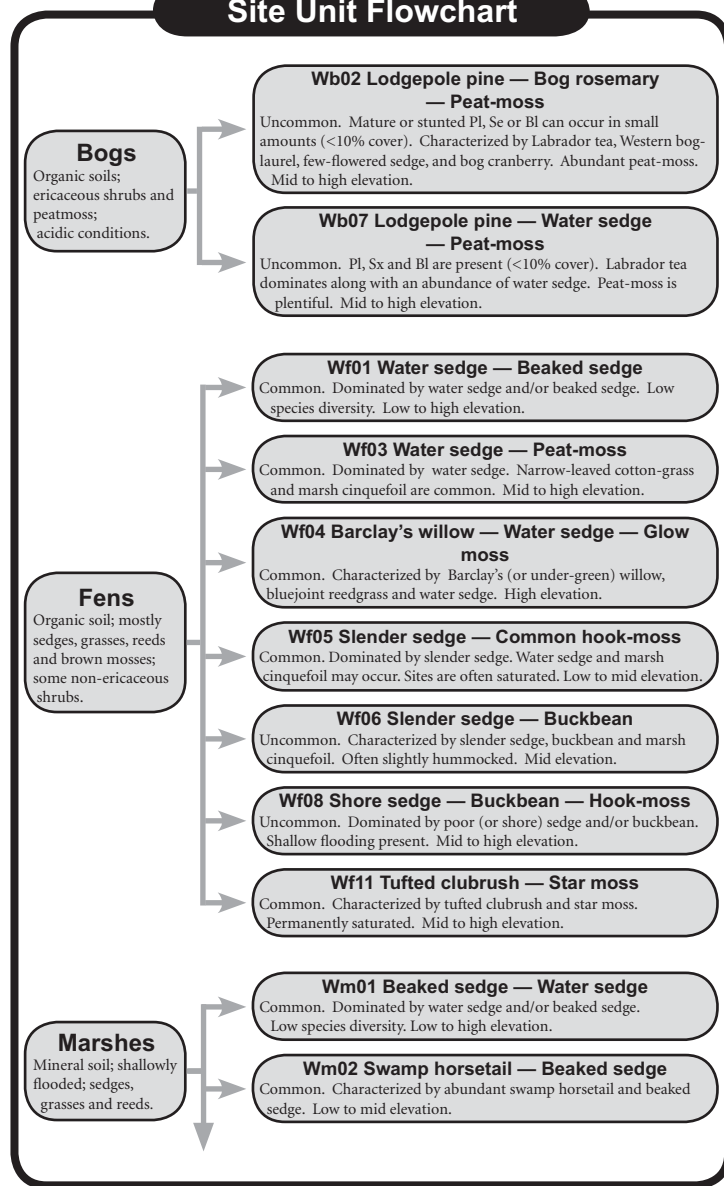 Site Unit Flowchart
Bogs
Organic soils;
ericaceous shrubs and
peatmoss;
acidic conditions.
Wb02 Lodgepole pine — Bog rosemary
— Peat-moss
Uncommon. Mature or stunted Pl, Se or Bl can occur in small
amounts (<10% cover). Characterized by Labrador tea, Western bog-
laurel, few-flowered sedge, and bog cranberry. Abundant peat-moss.
Mid to high elevation.
Wb07 Lodgepole pine — Water sedge
— Peat-moss
Uncommon. Pl, Sx and Bl are present (<10% cover). Labrador tea
dominates along with an abundance of water sedge. Peat-moss is
plentiful. Mid to high elevation.
Fens
Organic soil; mostly
sedges, grasses, reeds
and brown mosses;
some non-ericaceous
shrubs.
Wf01 Water sedge — Beaked sedge
Common. Dominated by water sedge and/or beaked sedge. Low
species diversity. Low to high elevation.
Wf03 Water sedge — Peat-moss
Common. Dominated by water sedge. Narrow-leaved cotton-grass
and marsh cinquefoil are common. Mid to high elevation.
Wf04 Barclay's willow — Water sedge — Glow
moss
Common. Characterized by Barclay's (or under-green) willow,
bluejoint reedgrass and water sedge. High elevation.
Wf05 Slender sedge — Common hook-moss
Common. Dominated by slender sedge. Water sedge and marsh
cinquefoil may occur. Sites are often saturated. Low to mid elevation.
Wf06 Slender sedge — Buckbean
Uncommon. Characterized by slender sedge, buckbean and marsh
cinquefoil. Often slightly hummocked. Mid elevation.
Wf08 Shore sedge — Buckbean — Hook-moss
Uncommon. Dominated by poor (or shore) sedge and/or buckbean.
Shallow flooding present. Mid to high elevation.
Wf11 Tufted clubrush — Star moss
Common. Characterized by tufted clubrush and star moss.
Permanently saturated. Mid to high elevation.
Marshes
Mineral soil; shallowly
flooded; sedges,
grasses and reeds.
Wm01 Beaked sedge — Water sedge
Common. Dominated by water sedge and/or beaked sedge.
Low species diversity. Low to high elevation.
Wm02 Swamp horsetail — Beaked sedge
Common. Characterized by abundant swamp horsetail and beaked
sedge. Low to mid elevation.